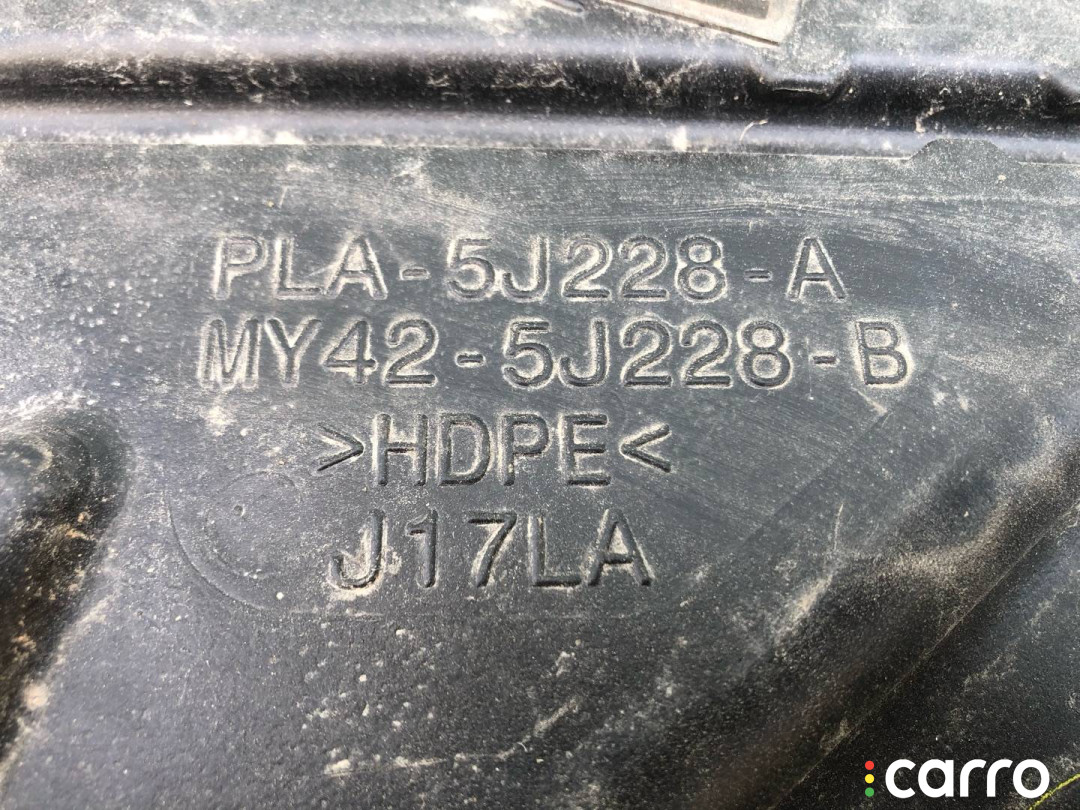 PLA-5J228-A
MY42-5J228-B
>HDPE<
J17LA
carro